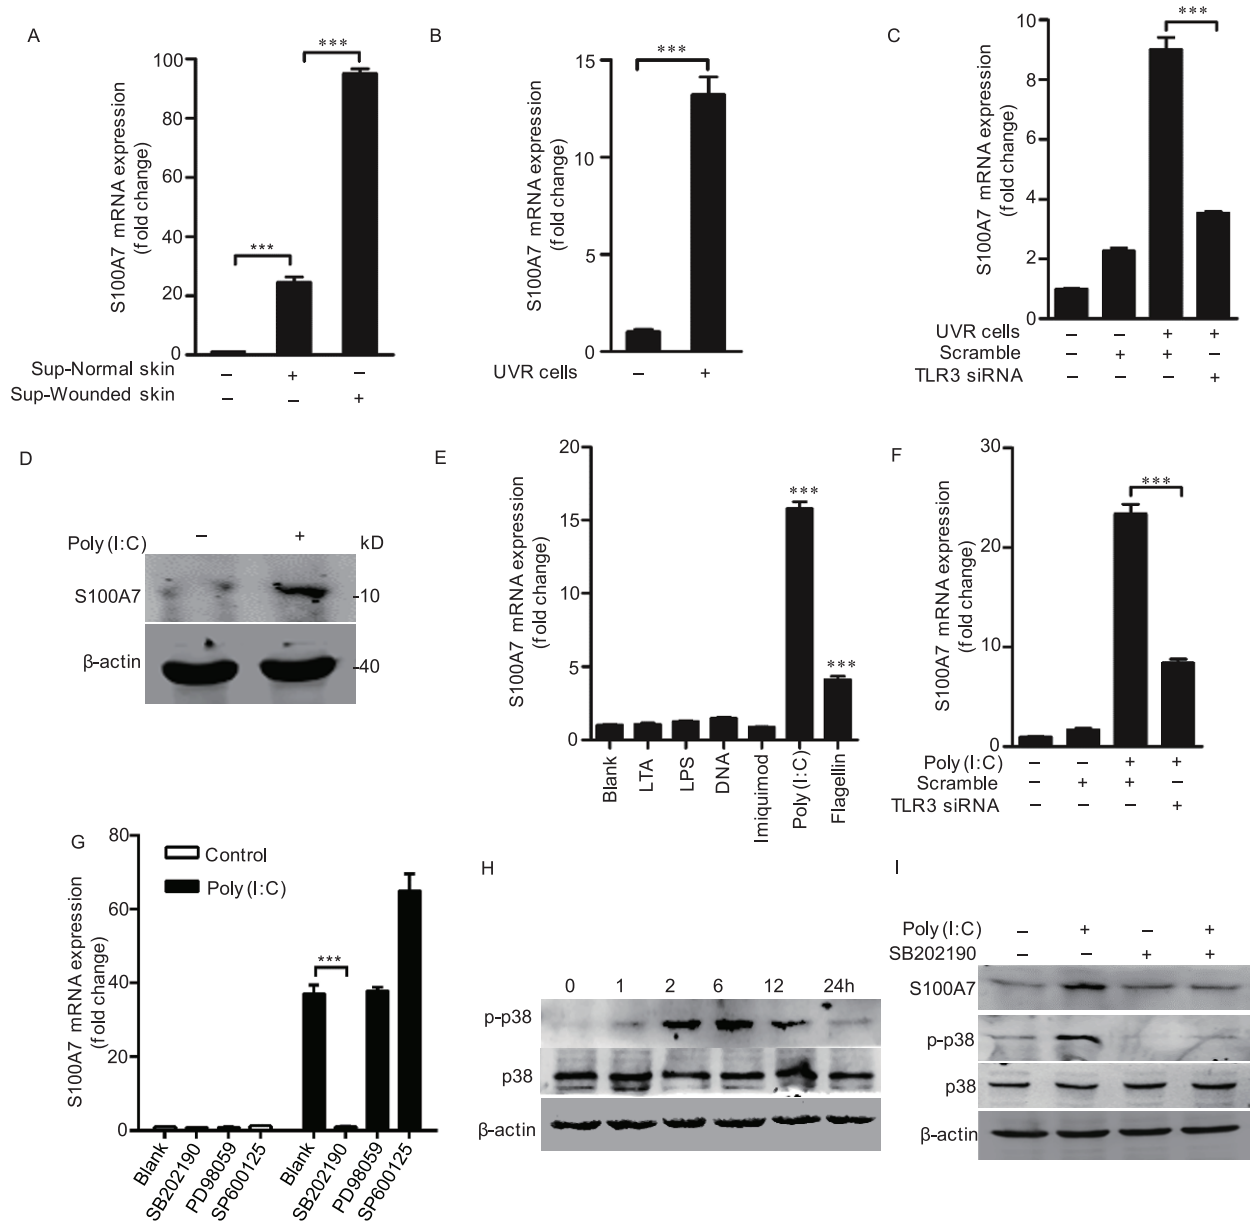 A
S100A7 mRNA expression
(fold change)
100
80
60
40
20
0
***
***
Sup-Normal skin – + –
Sup-Wounded skin – – +
B
S100A7 mRNA expression
(fold change)
15
10
5
0
***
UVR cells – +
C
S100A7 mRNA expression
(fold change)
10
8
6
4
2
0
***
UVR cells – – + +
Scramble – + + –
TLR3 siRNA – – – +
D
Poly (I:C) – + kD
S100A7 -10
β-actin -40
E
S100A7 mRNA expression
(fold change)
20
15
10
5
0
***
***
Blank
LTA
LPS
DNA
Imiquimod
Poly (I:C)
Flagellin
F
S100A7 mRNA expression
(fold change)
30
20
10
0
***
Poly (I:C) – – + +
Scramble – + + –
TLR3 siRNA – – – +
G
S100A7 mRNA expression
(fold change)
80
60
40
20
0
Control
Poly (I:C)
***
Blank
SB202190
PD98059
SP600125
Blank
SB202190
PD98059
SP600125
H
0 1 2 6 12 24h
p-p38
p38
β-actin
I
Poly (I:C) – + – +
SB202190 – – + +
S100A7
p-p38
p38
β-actin